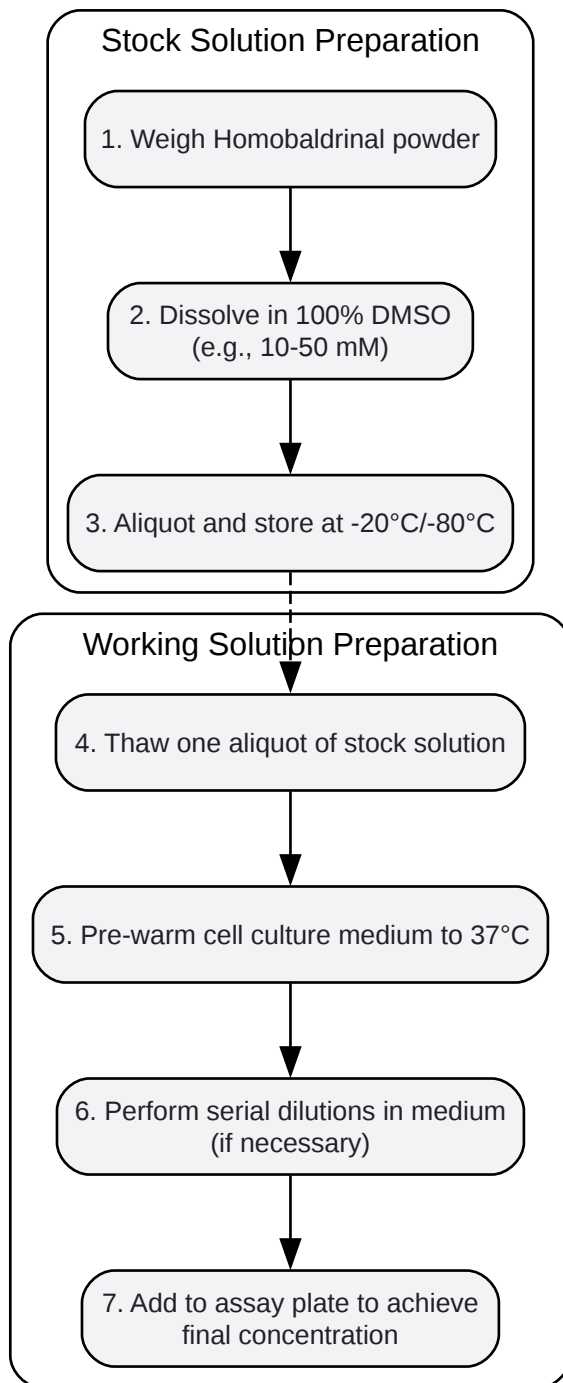 Stock Solution Preparation
1. Weigh Homobaldrinal powder
2. Dissolve in 100% DMSO
(e.g., 10-50 mM)
3. Aliquot and store at -20°C/-80°C
Working Solution Preparation
4. Thaw one aliquot of stock solution
5. Pre-warm cell culture medium to 37°C
6. Perform serial dilutions in medium
(if necessary)
7. Add to assay plate to achieve
final concentration